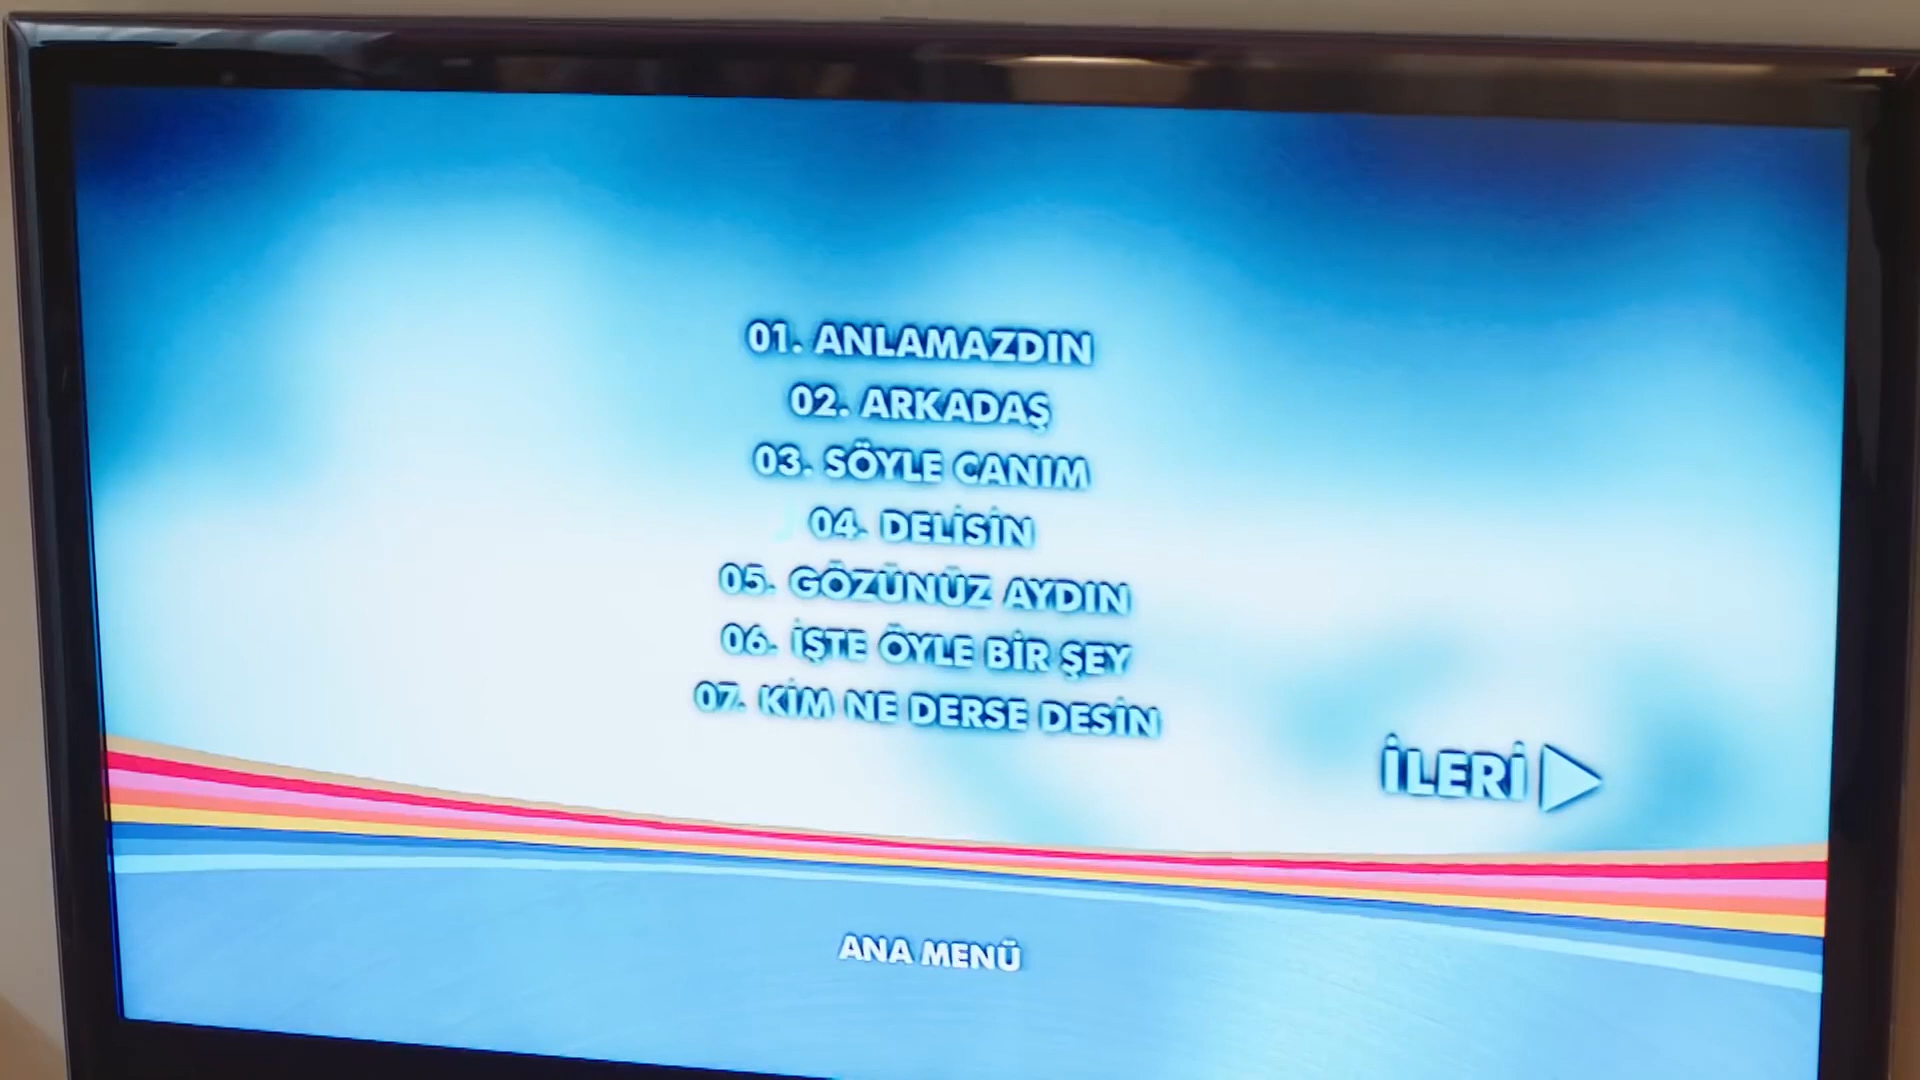 01. ANLAMAZDIN
02. ARKADAŞ
03. SÖYLE CANIM
04. DELİSİN
05. GÖZÜNÜZ AYDIN
06. İŞTE ÖYLE BİR ŞEY
07. KİM NE DERSE DESİN
İLERİ
ANA MENÜ